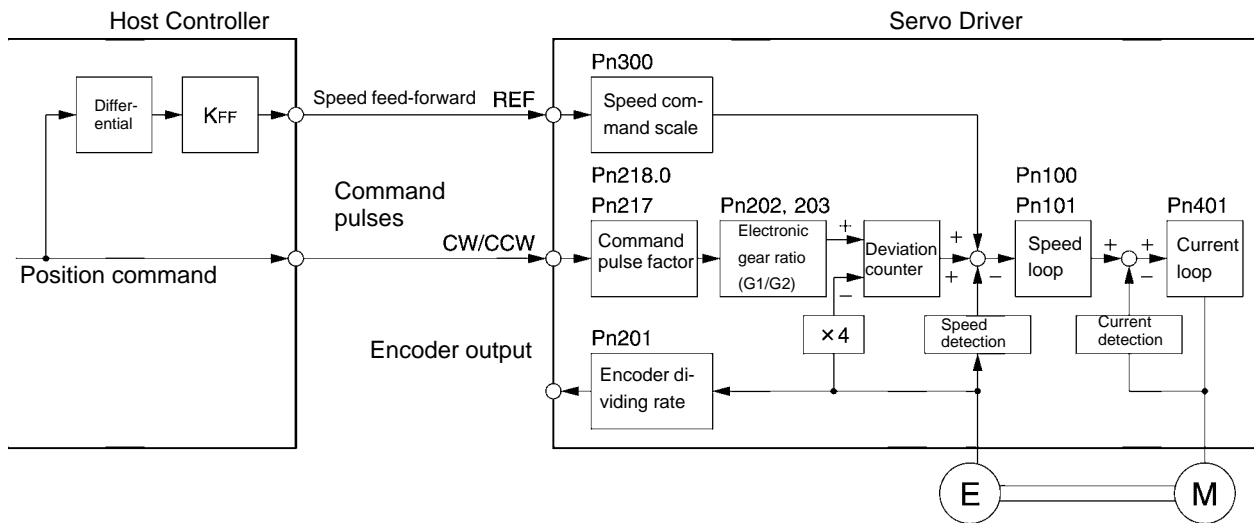 Host Controller
Servo Driver
Differ-
ential
KFF
Speed feed-forward
REF
Pn300
Speed com-
mand scale
Position command
Command
pulses
CW/CCW
Pn218.0
Pn217
Command
pulse factor
Pn202, 203
Electronic
gear ratio
(G1/G2)
+
−
Deviation
counter
+
+
−
Pn100
Pn101
Speed
loop
+
+
−
Pn401
Current
loop
×4
Speed
detection
Current
detection
Encoder output
Pn201
Encoder di-
viding rate
E
M